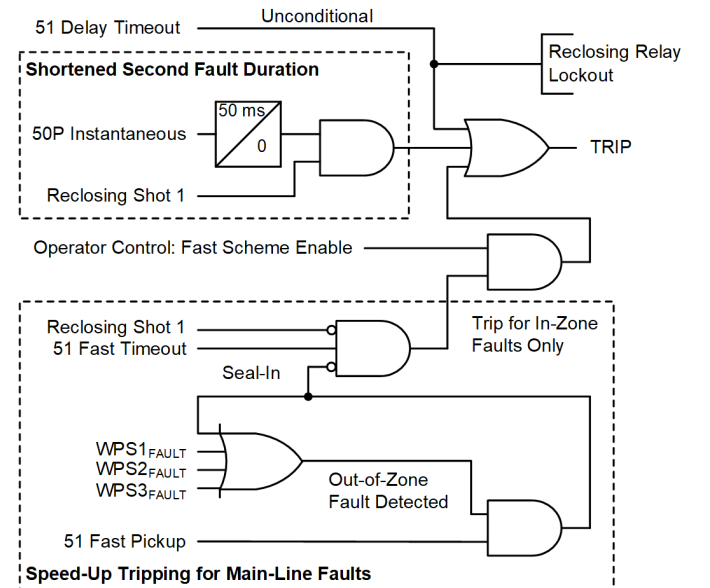 Unconditional
51 Delay Timeout
Reclosing Relay
Lockout
Shortened Second Fault Duration
50 ms
50P Instantaneous
0
TRIP
Reclosing Shot 1
Operator Control: Fast Scheme Enable
Reclosing Shot 1
51 Fast Timeout
Trip for In-Zone
Faults Only
Seal-In
WPS1FAULT
WPS2FAULT
WPS3FAULT
Out-of-Zone
Fault Detected
51 Fast Pickup
Speed-Up Tripping for Main-Line Faults